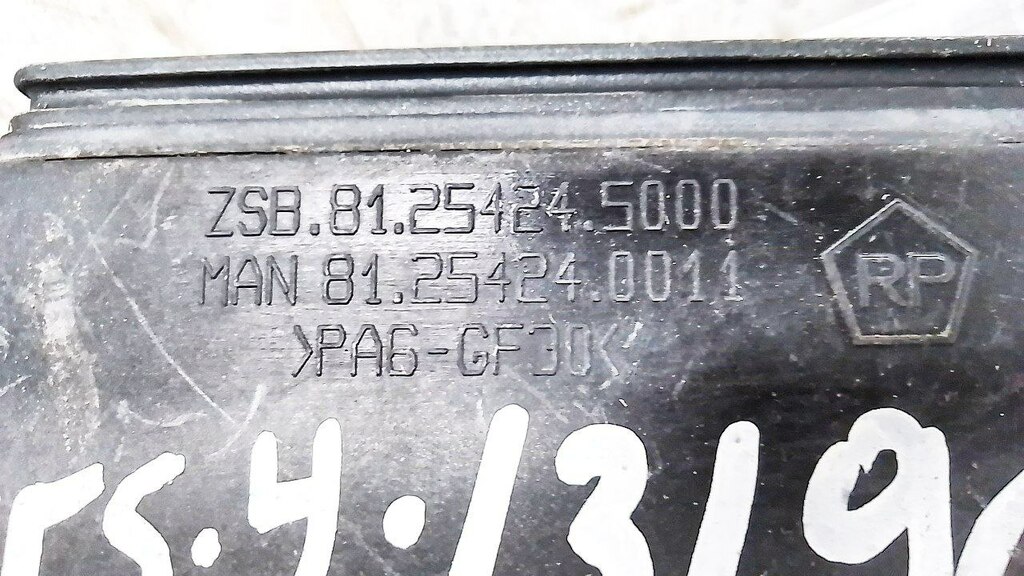 ZSB.81.25424.5000
MAN 81.25424.0011
RP
>PA6-GF30<